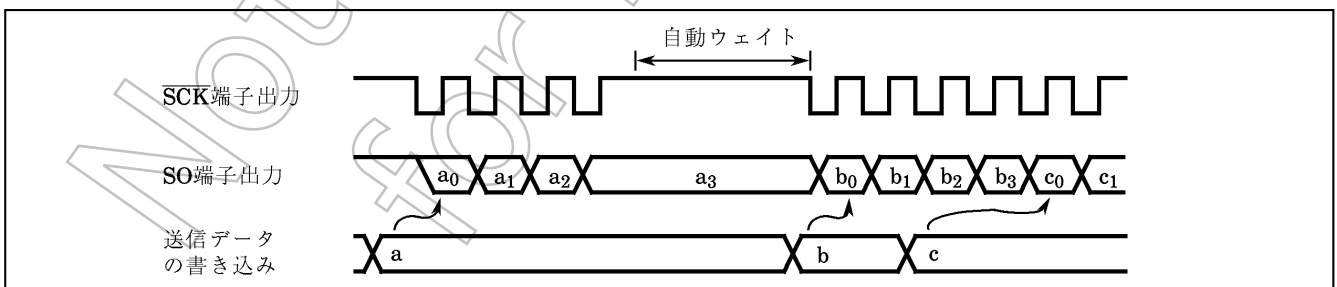 自動ウェイト
SCK端子出力
SO端子出力
a0 a1 a2 a3 b0 b1 b2 b3 c0 c1
送信データ
の書き込み
a b c
Not
for